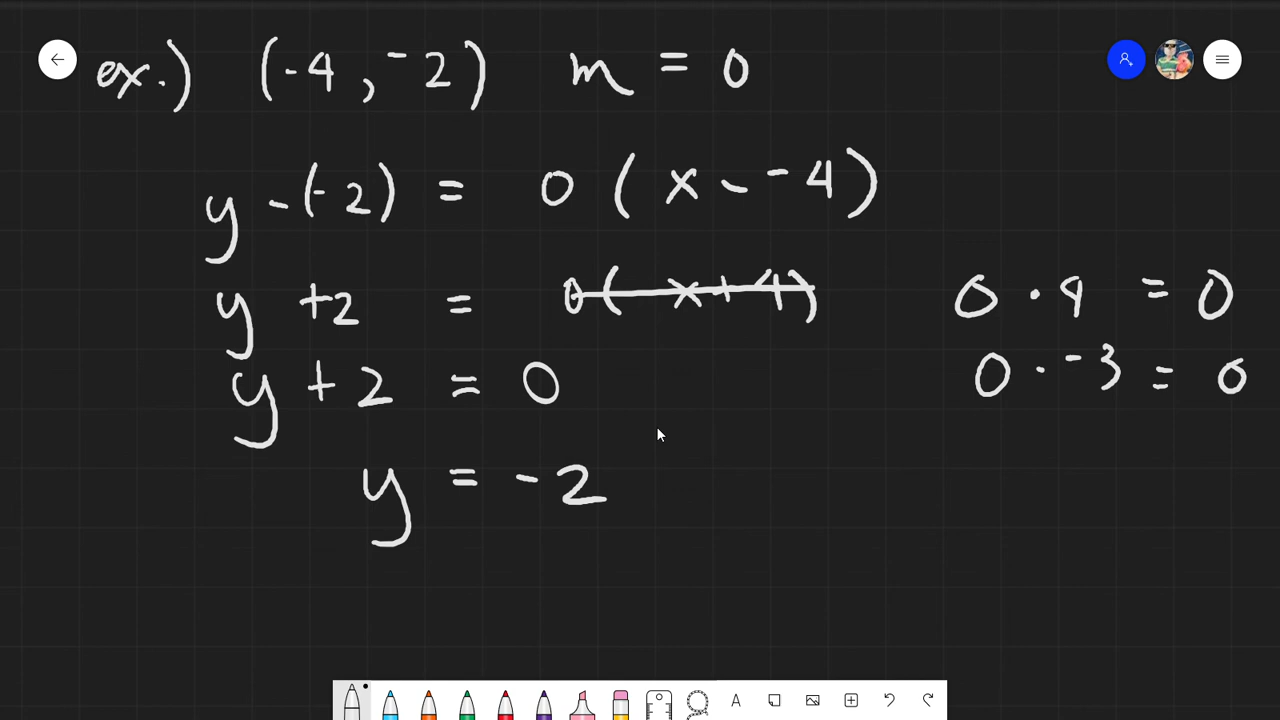 ex.) (-4, -2) m = 0
y -(-2) = 0 ( x - -4)
y +2 = 0( x + 4)
0 · 9 = 0
y + 2 = 0
0 · -3 = 0
y = -2
A